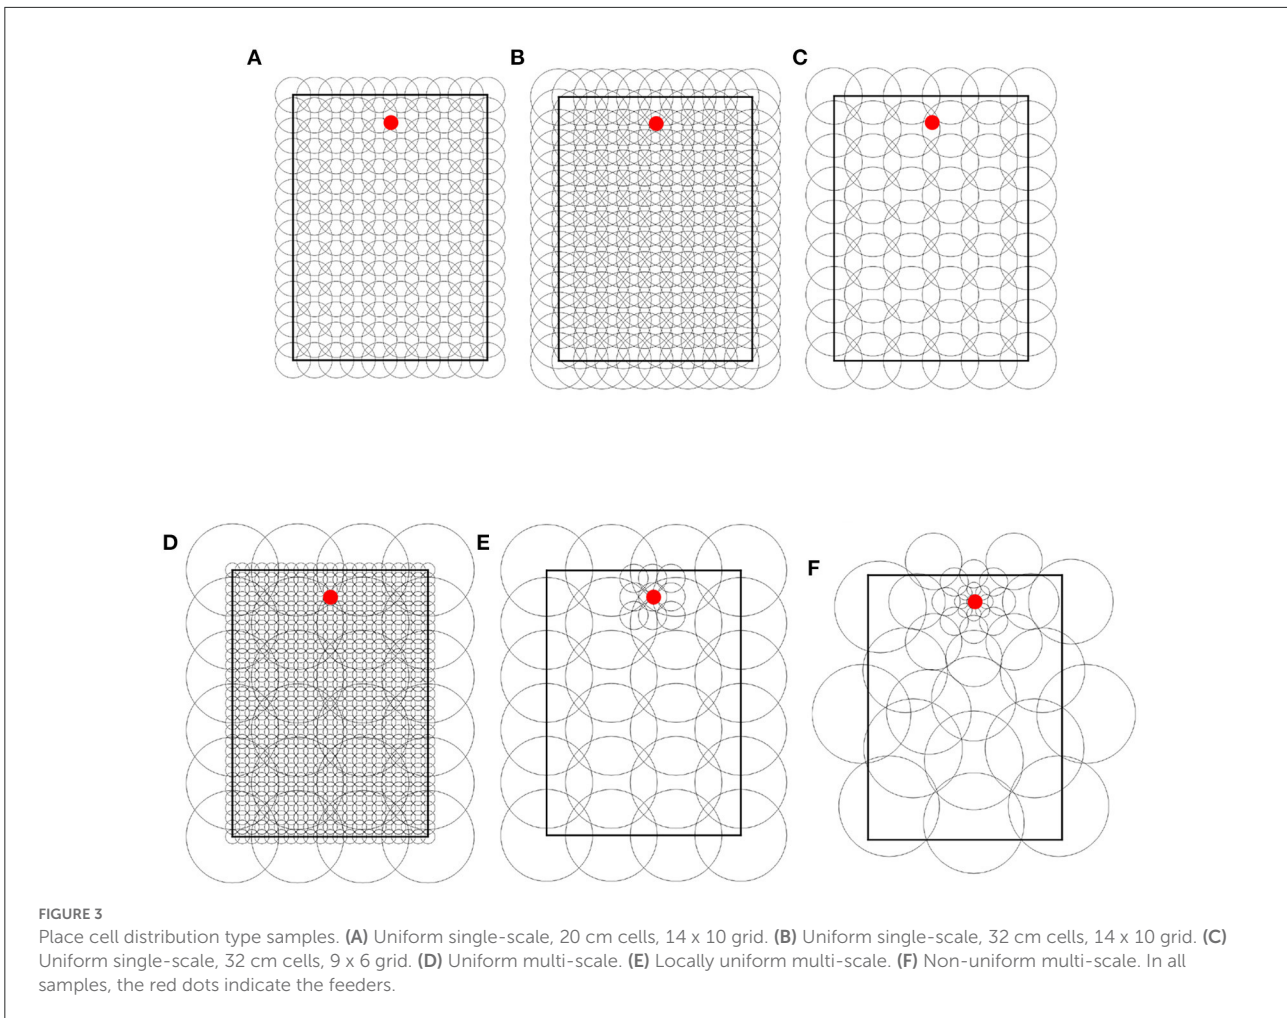 A
B
C
D
E
F
FIGURE 3
Place cell distribution type samples. (A) Uniform single-scale, 20 cm cells, 14 x 10 grid. (B) Uniform single-scale, 32 cm cells, 14 x 10 grid. (C)
Uniform single-scale, 32 cm cells, 9 x 6 grid. (D) Uniform multi-scale. (E) Locally uniform multi-scale. (F) Non-uniform multi-scale. In all
samples, the red dots indicate the feeders.